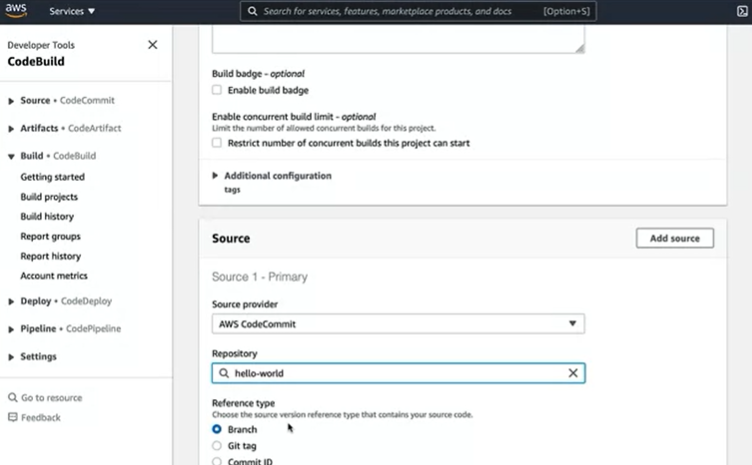 aws
Services ▼
Search for services, features, marketplace products, and docs [Option+S]
Developer Tools
CodeBuild
Source • CodeCommit
Artifacts • CodeArtifact
Build • CodeBuild
Getting started
Build projects
Build history
Report groups
Report history
Account metrics
Deploy • CodeDeploy
Pipeline • CodePipeline
Settings
Go to resource
Feedback
Build badge - optional
Enable build badge
Enable concurrent build limit - optional
Limit the number of allowed concurrent builds for this project.
Restrict number of concurrent builds this project can start
Additional configuration
tags
Source
Add source
Source 1 - Primary
Source provider
AWS CodeCommit
Repository
hello-world
Reference type
Choose the source version reference type that contains your source code.
Branch
Git tag
Commit ID